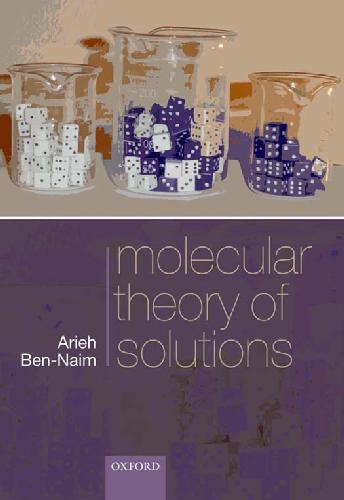 molecular
theory of
solutions
Arieh
Ben-Naim
OXFORD